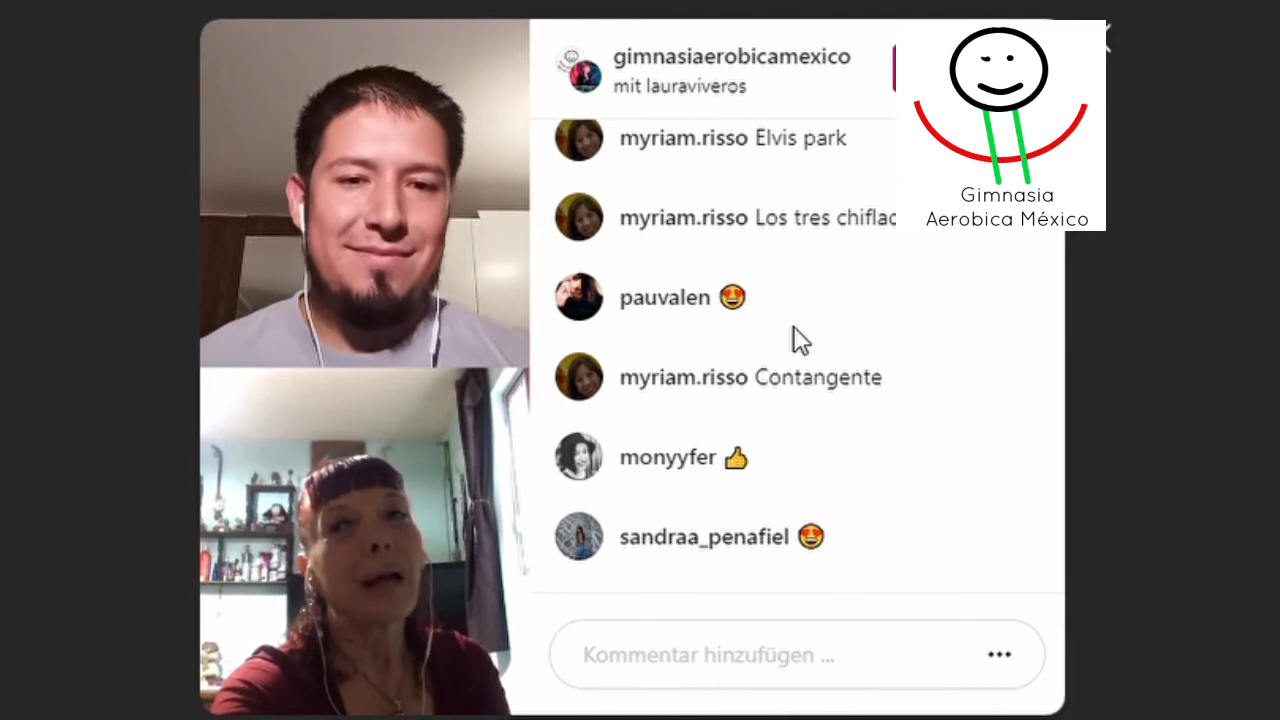 gimnasiaerobicamexico
mit lauraviveros
myriam.risso Elvis park
myriam.risso Los tres
pauvalen 😍
myriam.risso Contangente
monyyfer 👍
sandraa_penafiel 😍
Kommentar hinzufügen ...
Gimnasia
Aerobica México